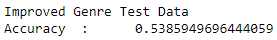 Improved Genre Test Data
Accuracy  :      0.5385949696444059